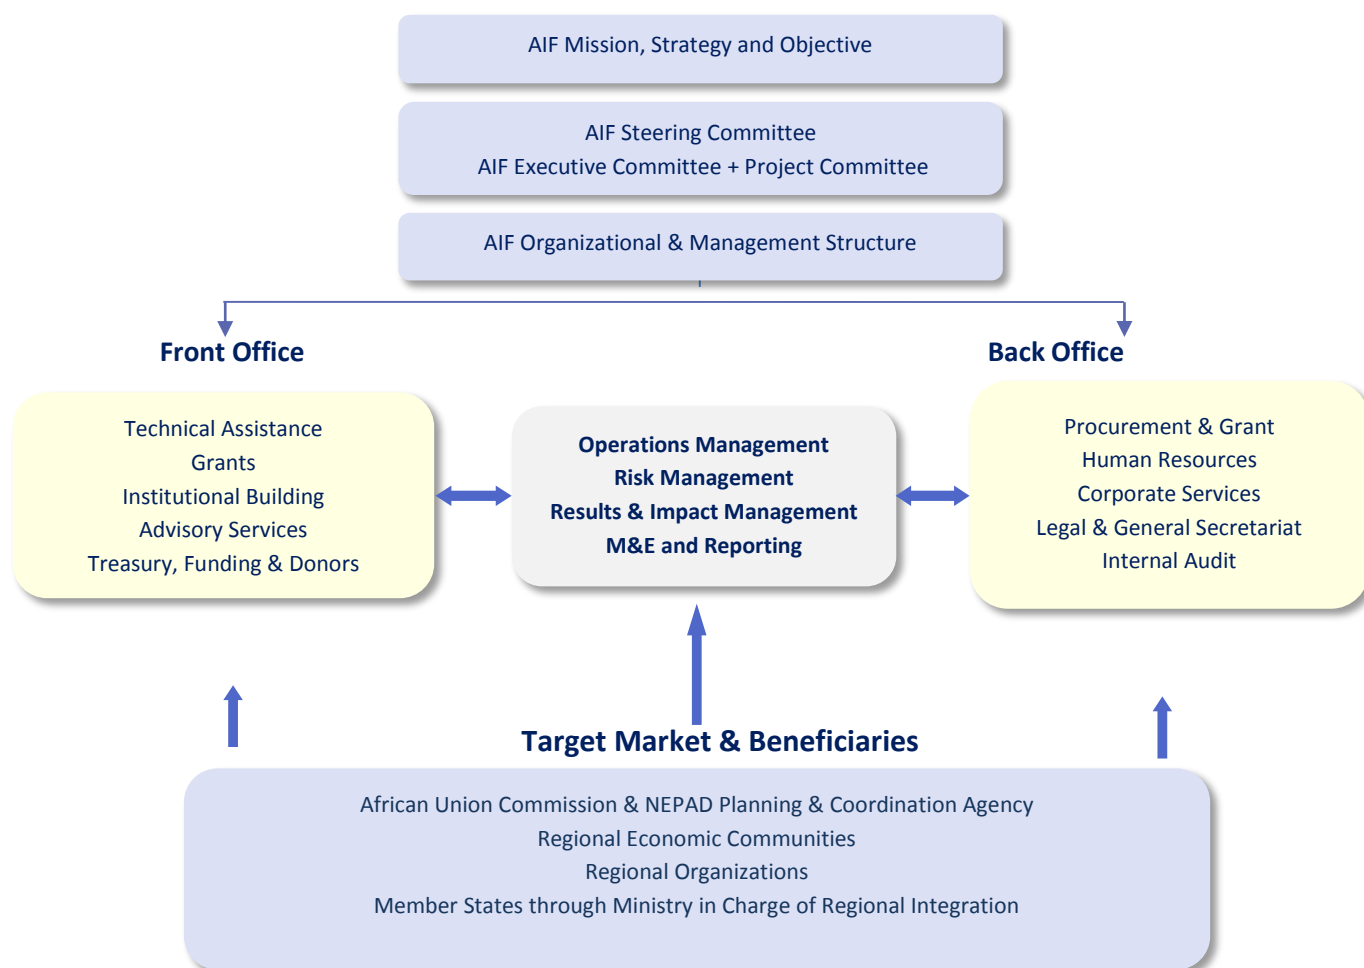 AIF Mission, Strategy and Objective
AIF Steering Committee
AIF Executive Committee + Project Committee
AIF Organizational & Management Structure
Front Office
Back Office
Technical Assistance
Grants
Institutional Building
Advisory Services
Treasury, Funding & Donors
Operations Management
Risk Management
Results & Impact Management
M&E and Reporting
Procurement & Grant
Human Resources
Corporate Services
Legal & General Secretariat
Internal Audit
Target Market & Beneficiaries
African Union Commission & NEPAD Planning & Coordination Agency
Regional Economic Communities
Regional Organizations
Member States through Ministry in Charge of Regional Integration